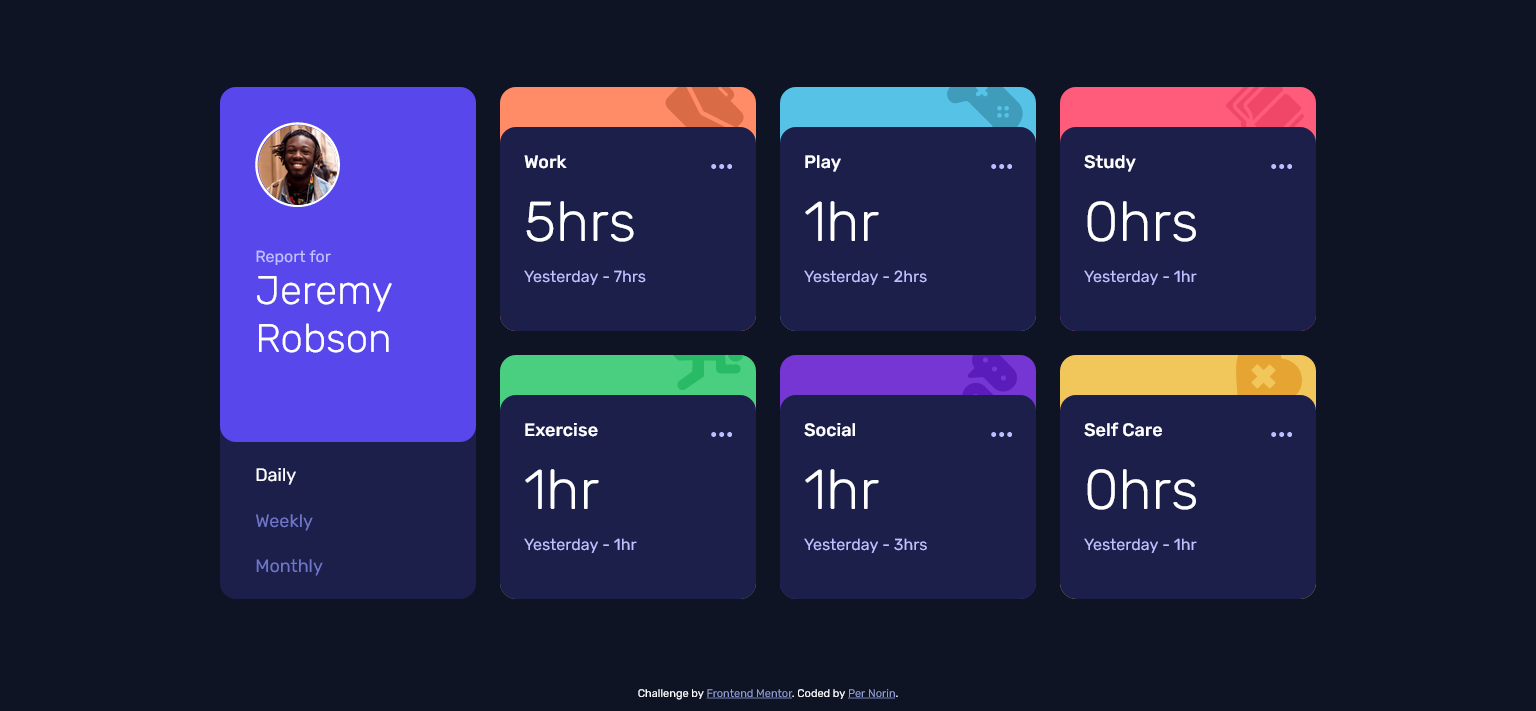 Report for
Jeremy
Robson
Daily
Weekly
Monthly
Work
5hrs
Yesterday - 7hrs
Play
1hr
Yesterday - 2hrs
Study
0hrs
Yesterday - 1hr
Exercise
1hr
Yesterday - 1hr
Social
1hr
Yesterday - 3hrs
Self Care
0hrs
Yesterday - 1hr
Challenge by Frontend Mentor. Coded by Per Norin.